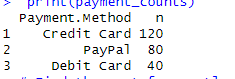 > print(payment_counts)
Payment.Method n
1 Credit Card 120
2 PayPal 80
3 Debit Card 40